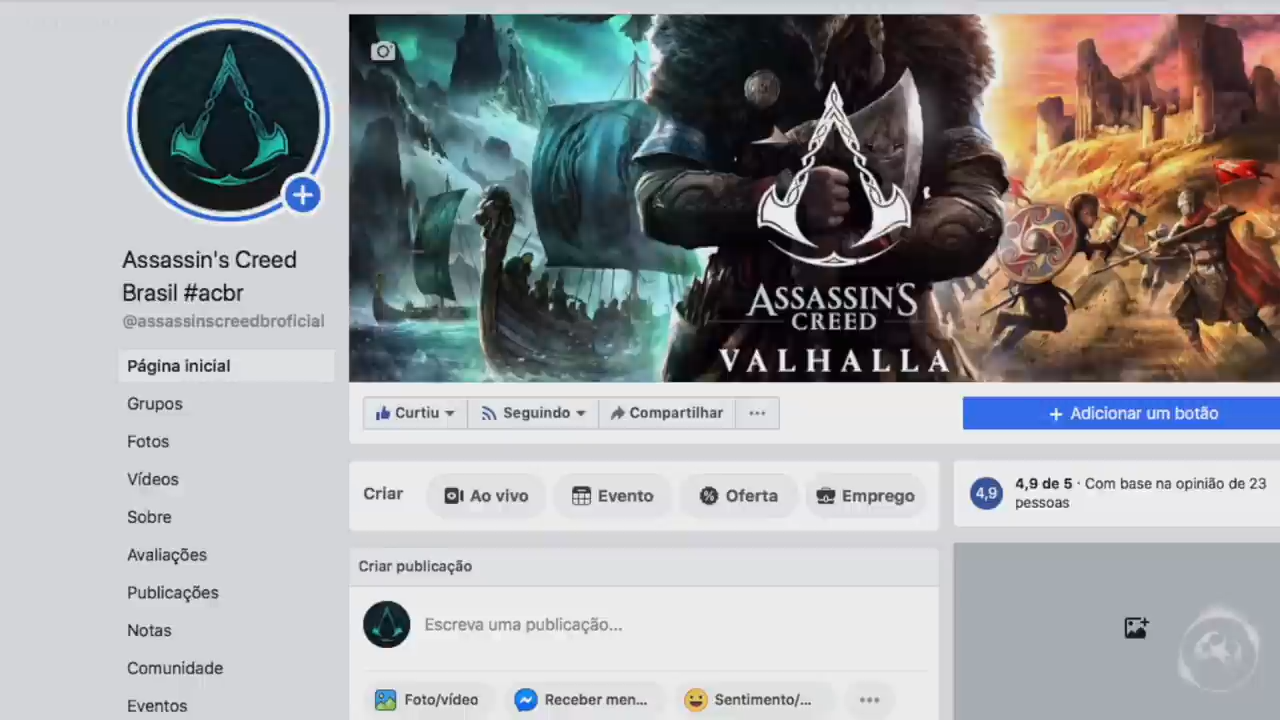 Assassin's Creed
Brasil #acbr
@assassinscreedbroficial
Página inicial
Grupos
Fotos
Vídeos
Sobre
Avaliações
Publicações
Notas
Comunidade
Eventos
ASSASSIN'S
CREED
VALHALLA
Curtiu
Seguindo
Compartilhar
...
+ Adicionar um botão
Criar
Ao vivo
Evento
Oferta
Emprego
4,9
4,9 de 5 · Com base na opinião de 23
pessoas
Criar publicação
Escreva uma publicação...
Foto/vídeo
Receber men...
Sentimento/...
...